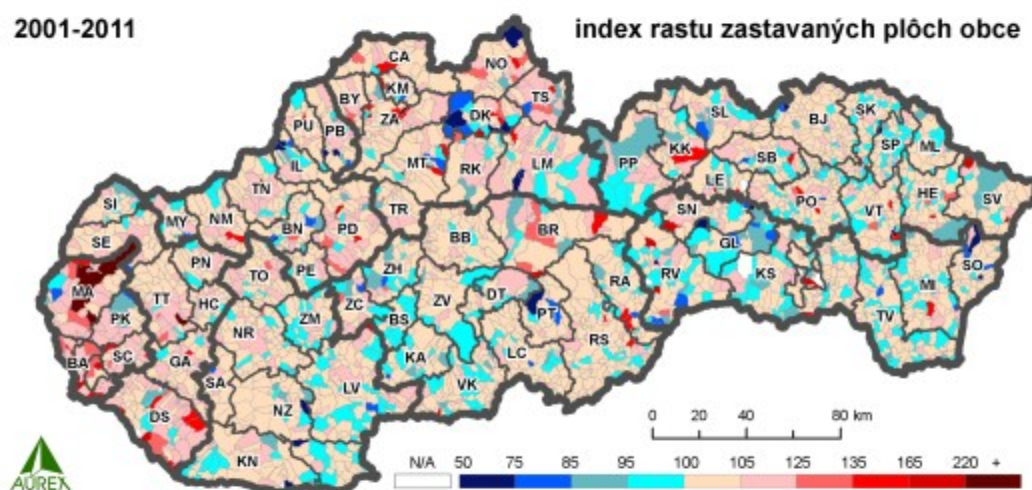 2001-2011
index rastu zastavaných plôch obce
CA
NO
BY
KM
TS
ZA
DK
PU
PB
SL
BJ
SK
SP
ML
IL
MT
RK
LM
PP
KK
SB
TN
LE
PO
VT
HE
SV
SI
MY
NM
BN
PD
TR
SN
SE
BB
BR
GL
PN
TO
PE
ZH
RV
KS
SO
MA
TT
HC
ZM
ZC
ZV
DT
RA
MI
PK
NR
BS
PT
TV
BA
SC
GA
KA
LC
RS
SA
LV
VK
DS
NZ
KN
0 20 40 80 km
N/A 50 75 85 95 100 105 125 135 165 220 +
AUREX